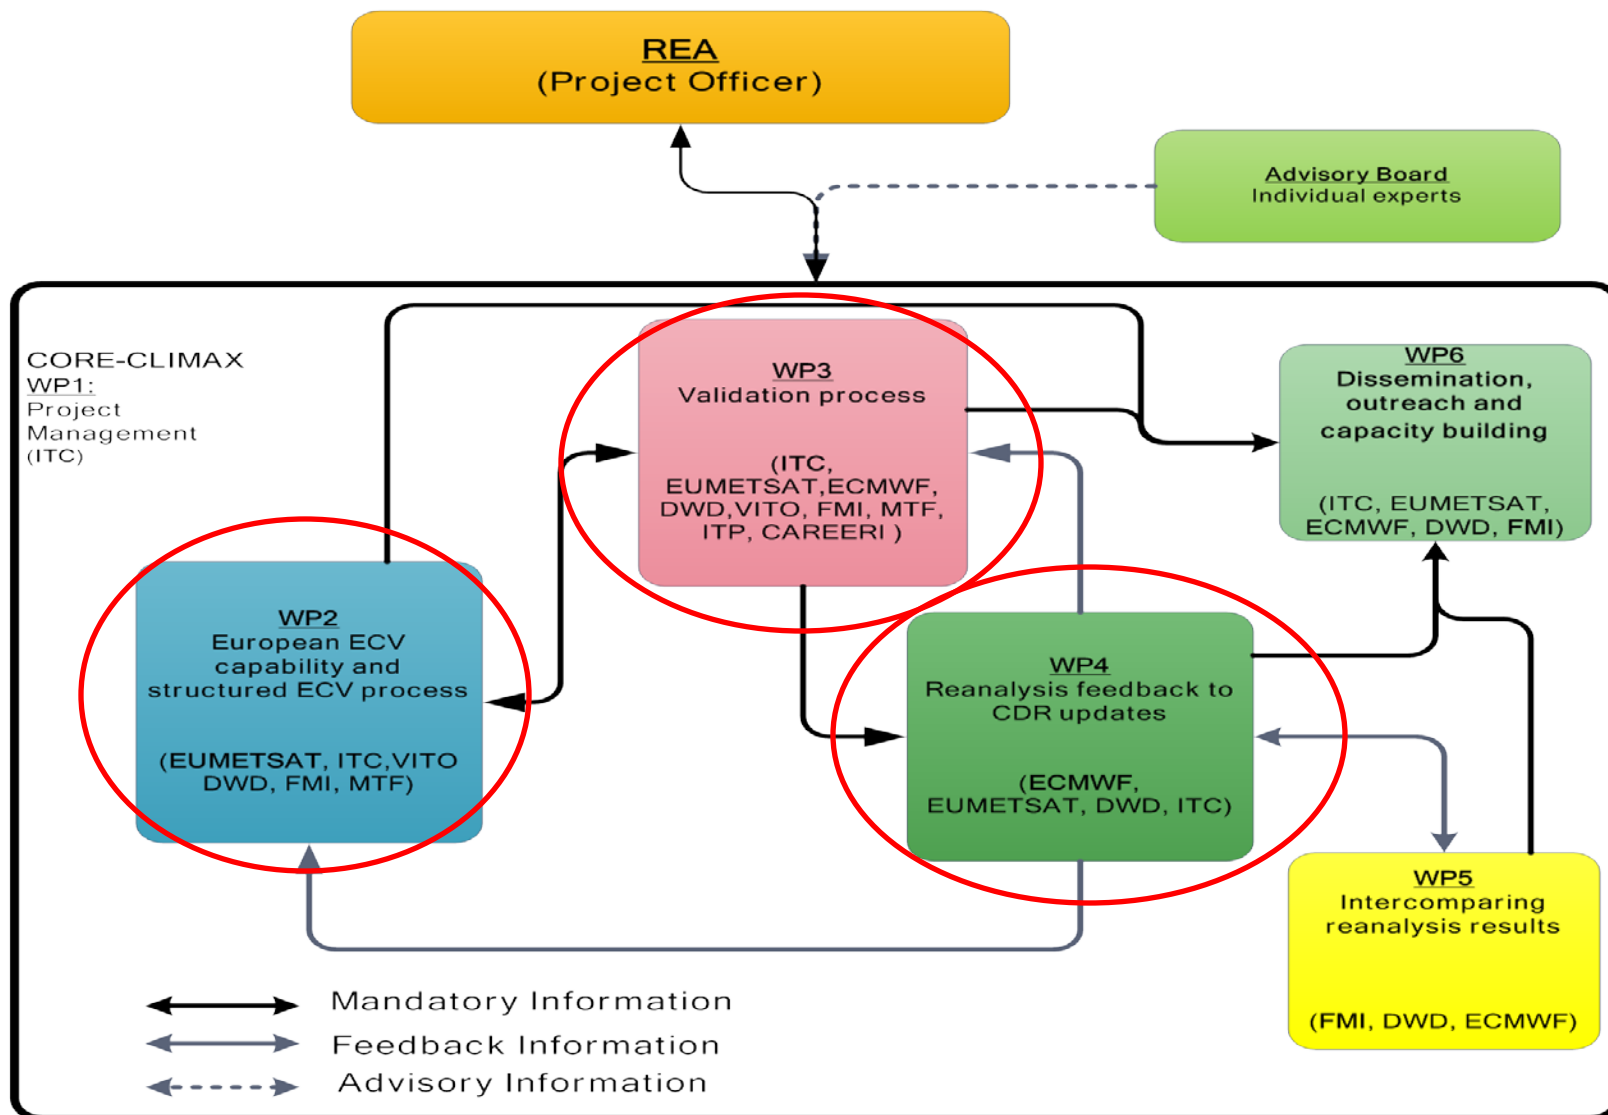 REA
(Project Officer)
Advisory Board
Individual experts
CORE-CLIMAX
WP1:
Project
Management
(ITC)
WP3
Validation process
(ITC,
EUMETSAT,ECMWF,
DWD,VITO, FMI, MTF,
ITP, CAREERI )
WP6
Dissemination,
outreach and
capacity building
(ITC, EUMETSAT,
ECMWF, DWD, FMI)
WP2
European ECV
capability and
structured ECV process
(EUMETSAT, ITC,VITO
DWD, FMI, MTF)
WP4
Reanalysis feedback to
CDR updates
(ECMWF,
EUMETSAT, DWD, ITC)
WP5
Intercomparing
reanalysis results
(FMI, DWD, ECMWF)
Mandatory Information
Feedback Information
Advisory Information